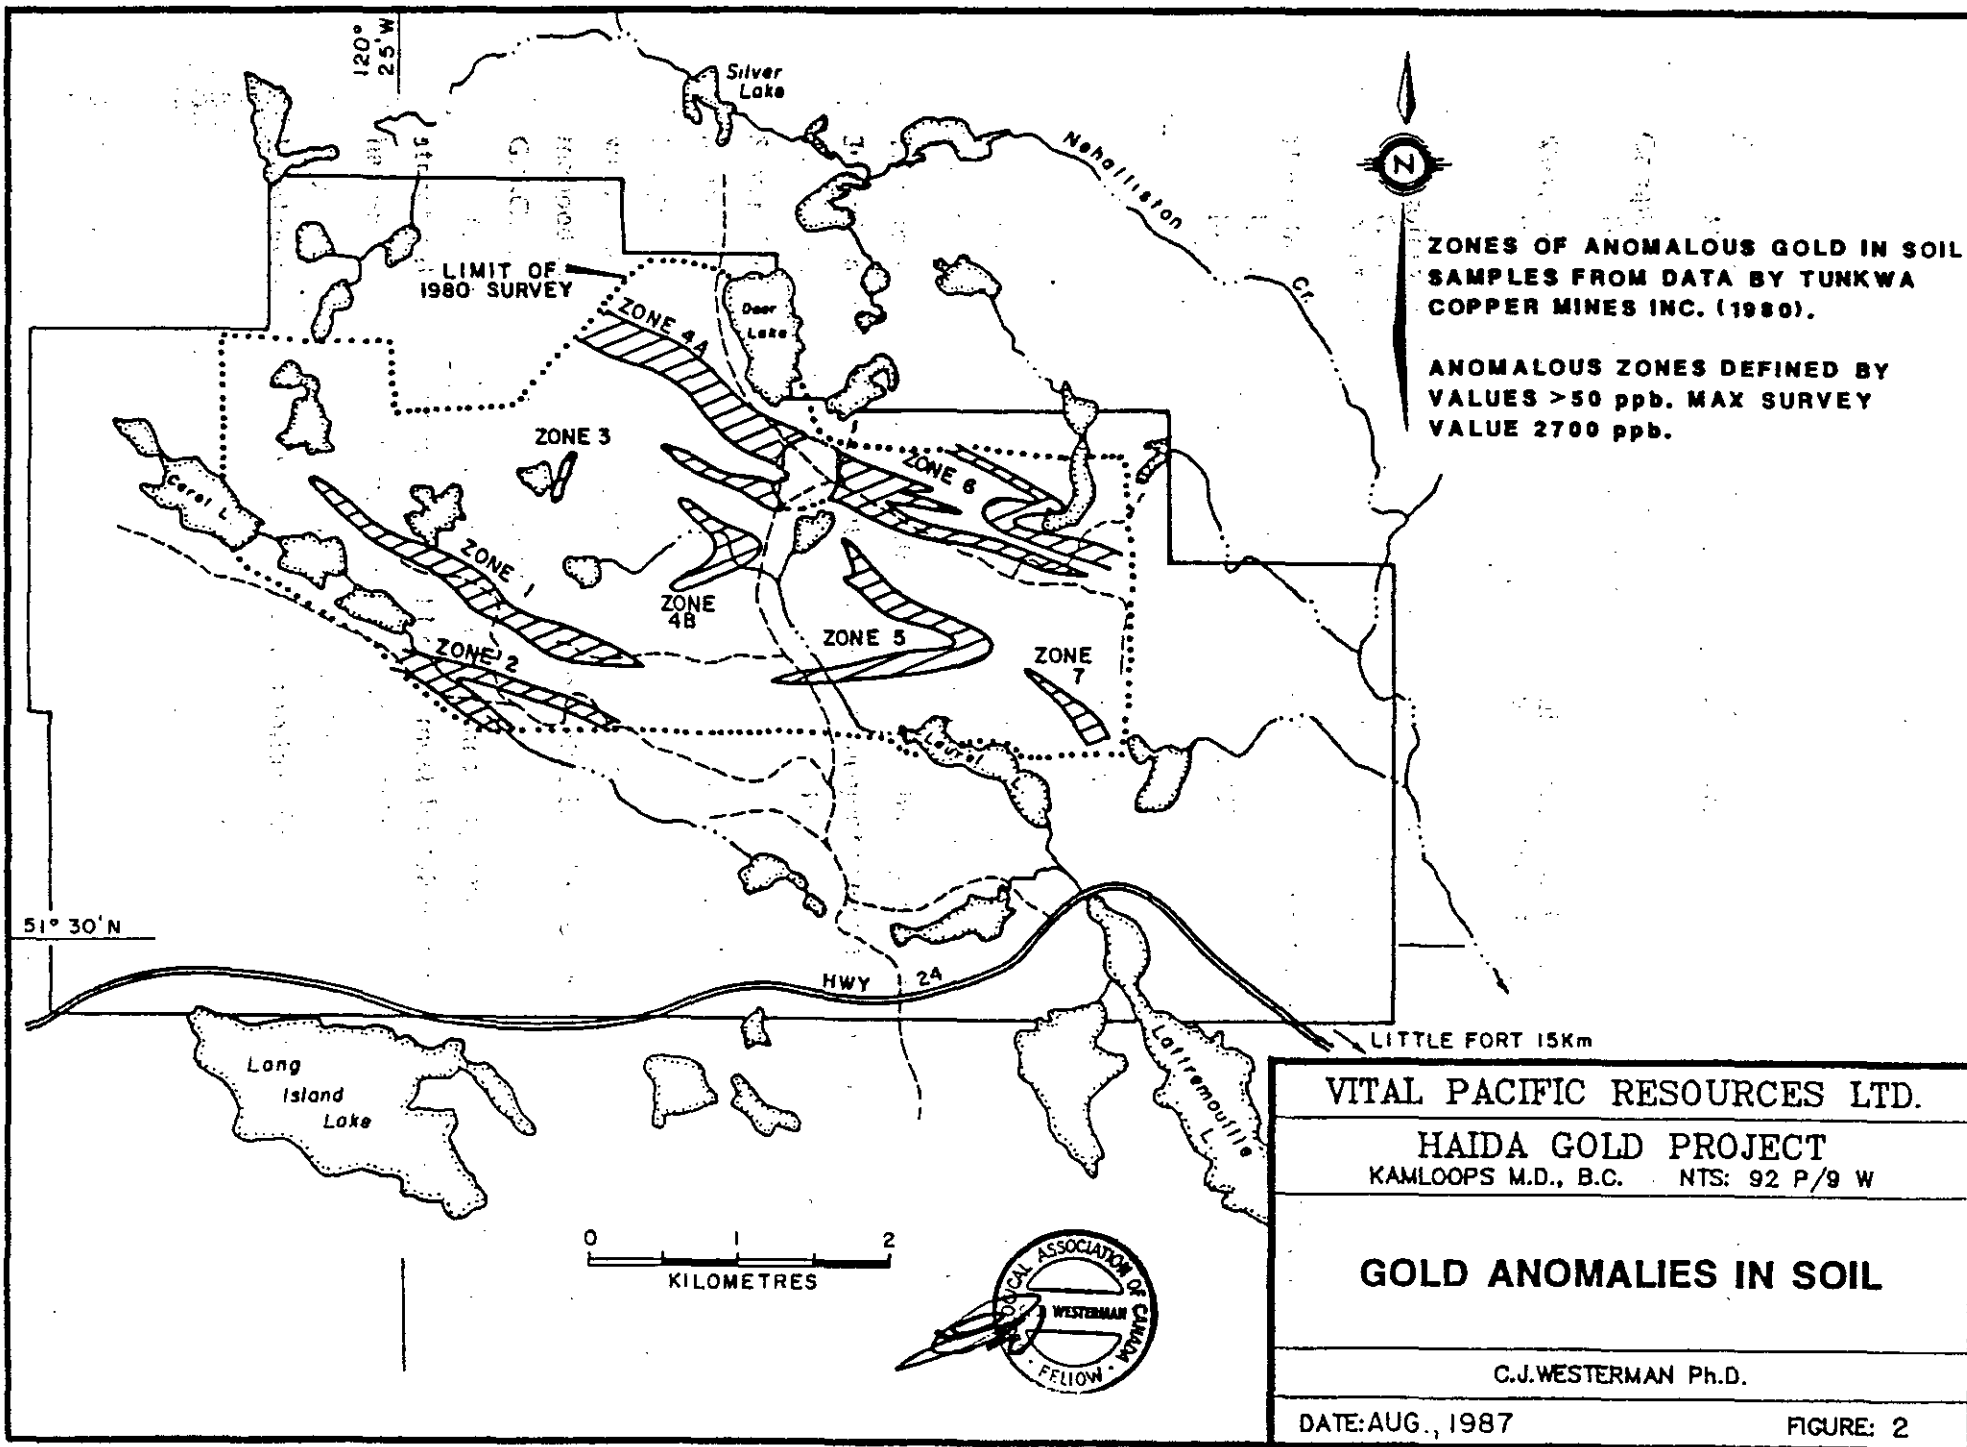 120°
25'W
Silver
Lake
Nehalliston
Cr.
N
ZONES OF ANOMALOUS GOLD IN SOIL
SAMPLES FROM DATA BY TUNKWA
COPPER MINES INC. (1980).
ANOMALOUS ZONES DEFINED BY
VALUES >50 ppb. MAX SURVEY
VALUE 2700 ppb.
LIMIT OF
1980 SURVEY
ZONE 4A
Deer
Lake
ZONE 3
ZONE 6
Carol L.
ZONE 1
ZONE
4B
ZONE 5
ZONE 2
ZONE
7
Laurel
L.
51° 30'N
HWY 24
LITTLE FORT 15Km
Long
Island
Lake
Lattremouille
L.
0 1 2
KILOMETRES
ASSOCIATION OF CANADA
WESTERMAN
FELLOW
VITAL PACIFIC RESOURCES LTD.
HAIDA GOLD PROJECT
KAMLOOPS M.D., B.C. NTS: 92 P/9 W
GOLD ANOMALIES IN SOIL
C.J.WESTERMAN Ph.D.
DATE:AUG., 1987 FIGURE: 2